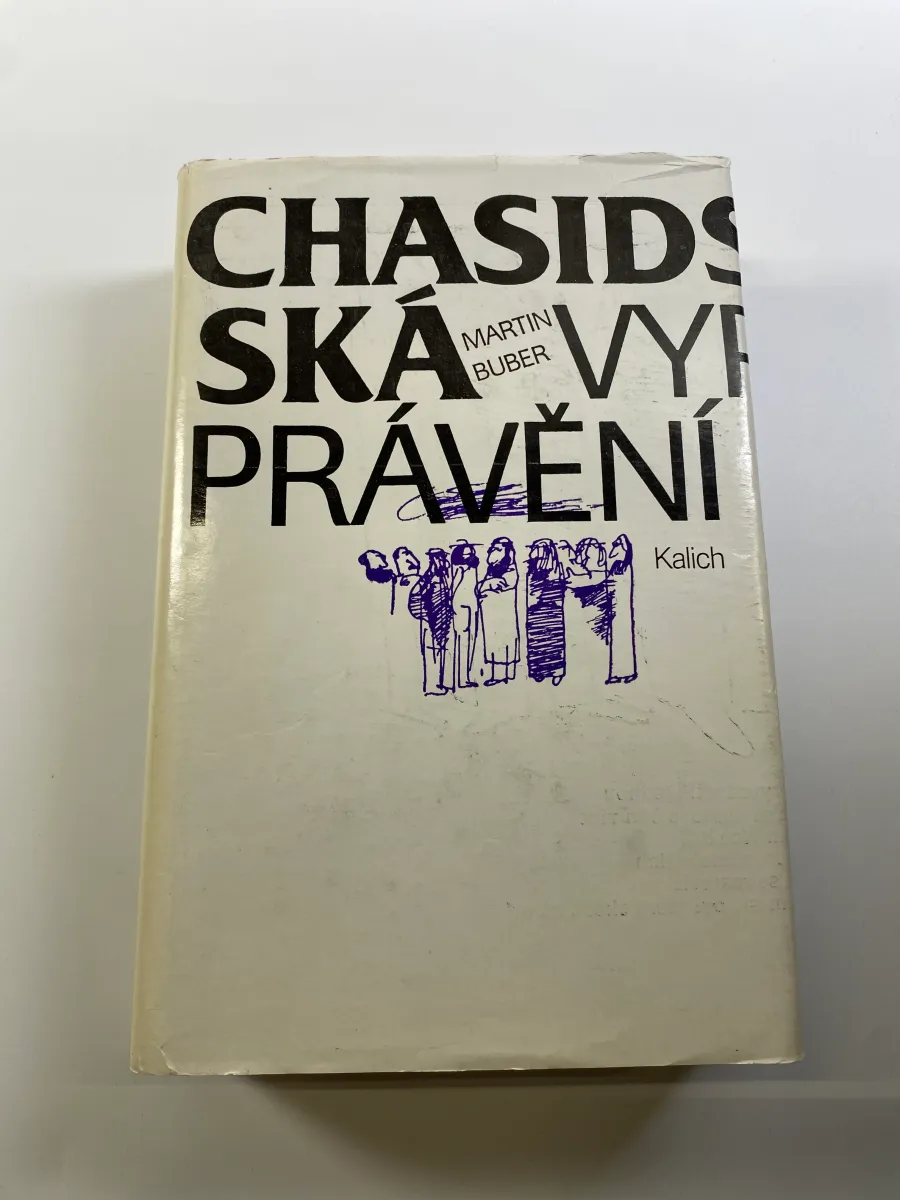 CHASIDS
SKÁ MARTIN BUBER VYP
PRÁVĚNÍ
Kalich